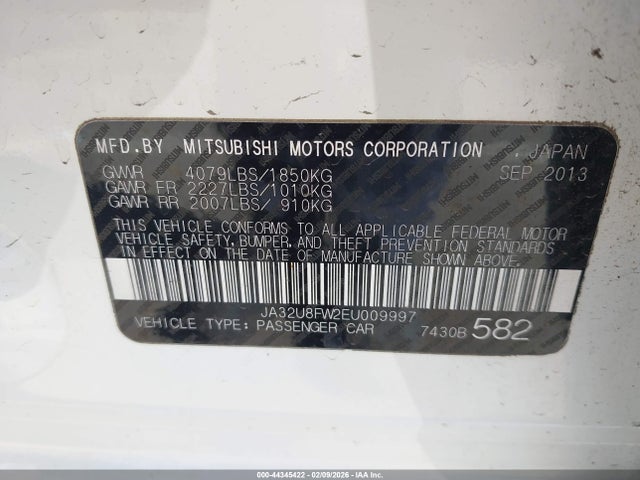 MFD.BY MITSUBISHI MOTORS CORPORATION . JAPAN
GVWR 4079LBS/1850KG SEP 2013
GAWR FR 2227LBS/1010KG
GAWR RR 2007LBS/ 910KG
THIS VEHICLE CONFORMS TO ALL APPLICABLE FEDERAL MOTOR
VEHICLE SAFETY, BUMPER, AND THEFT PREVENTION STANDARDS
IN EFFECT ON THE DATE OF MANUFACTURE SHOWN ABOVE.
JA32U8FW2EU009997
VEHICLE TYPE: PASSENGER CAR 7430B 582
000-44345422 - 02/09/2026 - IAA Inc.